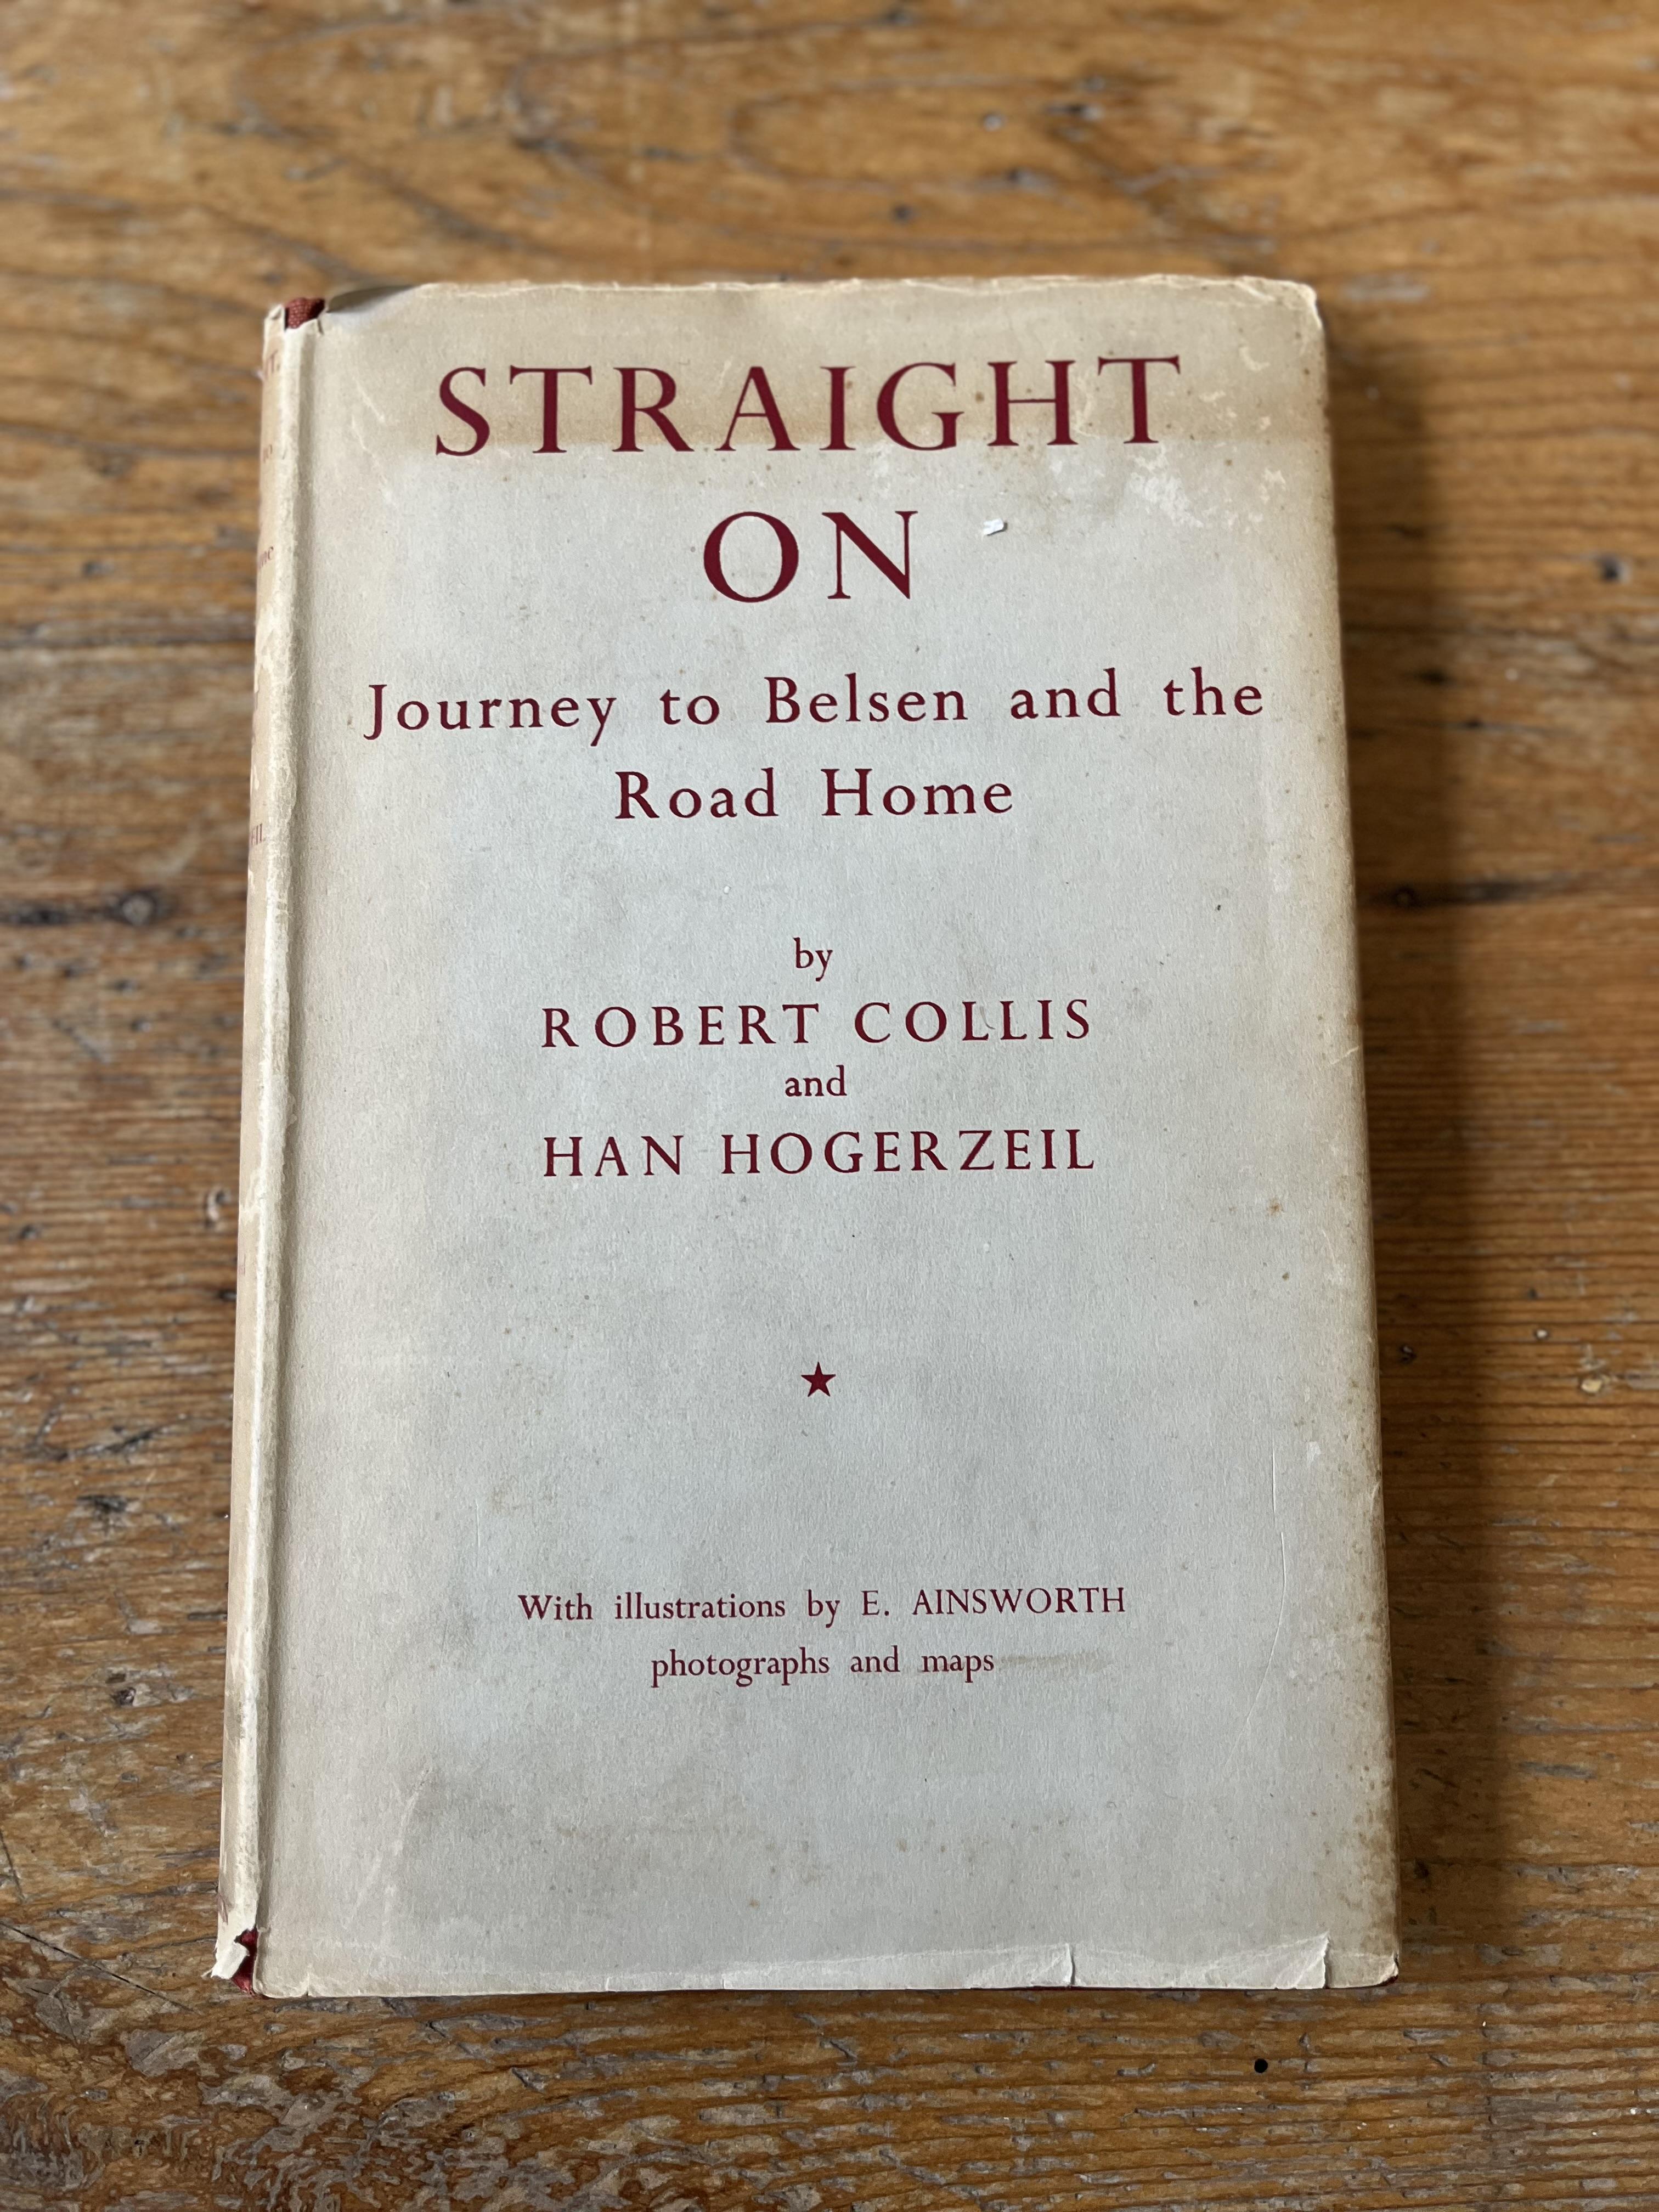 STRAIGHT
ON
Journey to Belsen and the
Road Home
by
ROBERT COLLIS
and
HAN HOGERZEIL
With illustrations by E. AINSWORTH
photographs and maps